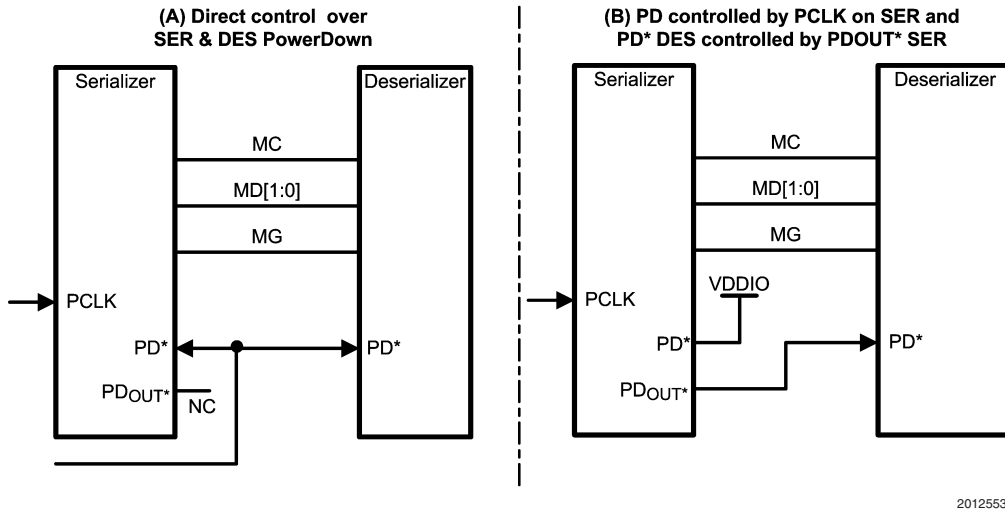 (A) Direct control over
SER & DES PowerDown
Serializer
Deserializer
MC
MD[1:0]
MG
PCLK
PD*
PD*
PDOUT*
NC
(B) PD controlled by PCLK on SER and
PD* DES controlled by PDOUT* SER
Serializer
Deserializer
MC
MD[1:0]
MG
VDDIO
PCLK
PD*
PD*
PDOUT*
2012553